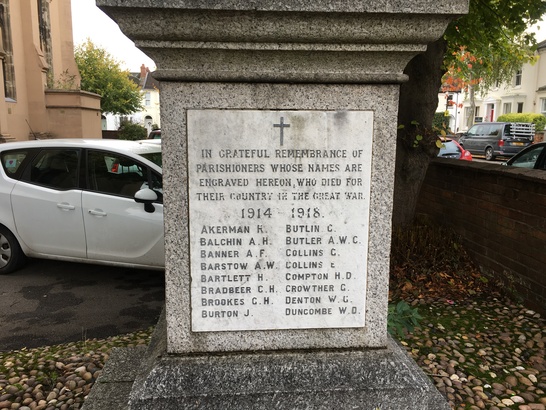 IN GRATEFUL REMEMBRANCE OF
PARISHIONERS WHOSE NAMES ARE
ENGRAVED HEREON, WHO DIED FOR
THEIR COUNTRY IN THE GREAT WAR.
1914 - 1918.
AKERMAN K. BUTLIN C.
BALCHIN A.H. BUTLER A.W.C.
BANNER A.F. COLLINS G.
BARSTOW A.W. COLLINS E
BARTLETT H. COMPTON H.D.
BRADBEER C.H. CROWTHER G.
BROOKES G.H. DENTON W.G.
BURTON J. DUNCOMBE W.D.